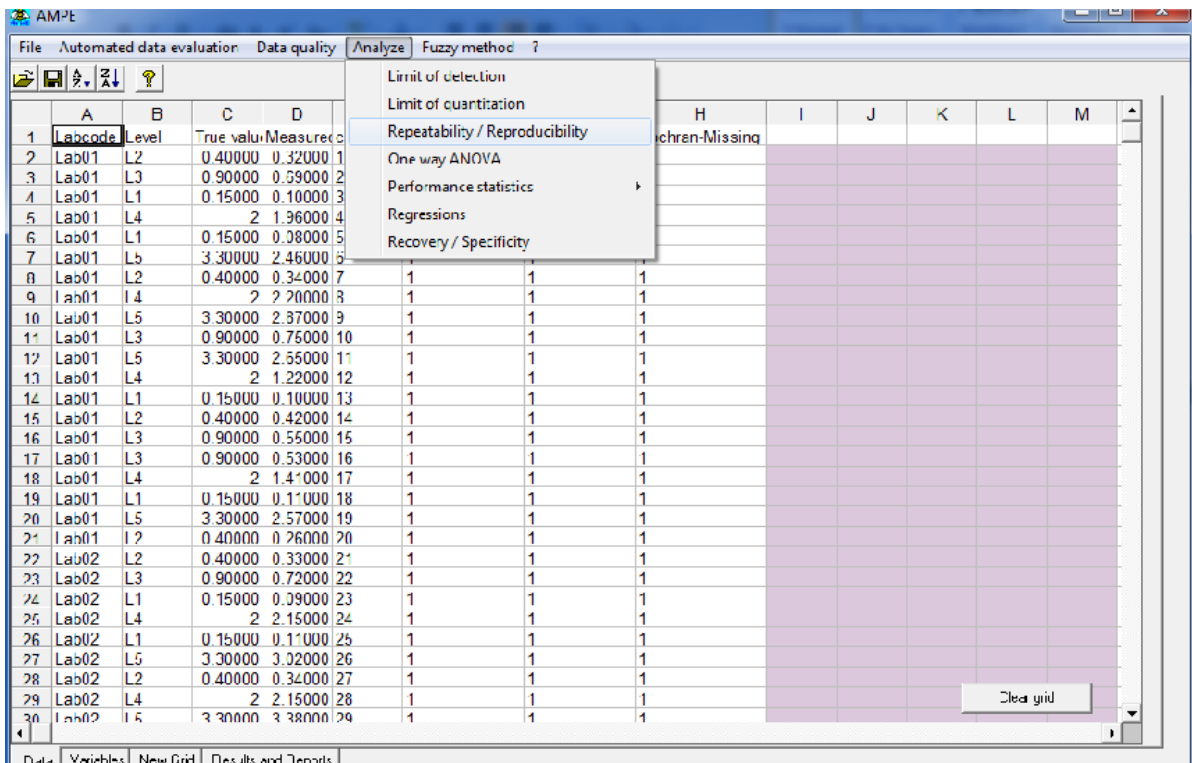 AMPE
File Automated data evaluation Data quality Analyze Fuzzy method ?
Limit of detection
Limit of quantitation
Repeatability / Reproducibility
One way ANOVA
Performance statistics
Regressions
Recovery / Specificity
A B C D H I J K L M
1 Labcode Level True valu Measured c ochran-Missing
2 Lab01 L2 0.40000 0.32000 1
3 Lab01 L3 0.90000 0.69000 2
4 Lab01 L1 0.15000 0.10000 3
5 Lab01 L4 2 1.96000 4
6 Lab01 L1 0.15000 0.08000 5
7 Lab01 L5 3.30000 2.46000 6 1 1 1
8 Lab01 L2 0.40000 0.34000 7 1 1 1
9 Lab01 L4 2 2.20000 8 1 1 1
10 Lab01 L5 3.30000 2.87000 9 1 1 1
11 Lab01 L3 0.90000 0.75000 10 1 1 1
12 Lab01 L5 3.30000 2.65000 11 1 1 1
13 Lab01 L4 2 1.22000 12 1 1 1
14 Lab01 L1 0.15000 0.10000 13 1 1 1
15 Lab01 L2 0.40000 0.42000 14 1 1 1
16 Lab01 L3 0.90000 0.55000 15 1 1 1
17 Lab01 L3 0.90000 0.53000 16 1 1 1
18 Lab01 L4 2 1.41000 17 1 1 1
19 Lab01 L1 0.15000 0.11000 18 1 1 1
20 Lab01 L5 3.30000 2.57000 19 1 1 1
21 Lab01 L2 0.40000 0.26000 20 1 1 1
22 Lab02 L2 0.40000 0.33000 21 1 1 1
23 Lab02 L3 0.90000 0.72000 22 1 1 1
24 Lab02 L1 0.15000 0.09000 23 1 1 1
25 Lab02 L4 2 2.15000 24 1 1 1
26 Lab02 L1 0.15000 0.11000 25 1 1 1
27 Lab02 L5 3.30000 3.02000 26 1 1 1
28 Lab02 L2 0.40000 0.34000 27 1 1 1
29 Lab02 L4 2 2.15000 28 1 1 1
30 Lab02 L5 3.30000 3.38000 29 1 1 1
Clear grid
Data Variables New Grid Results and Reports